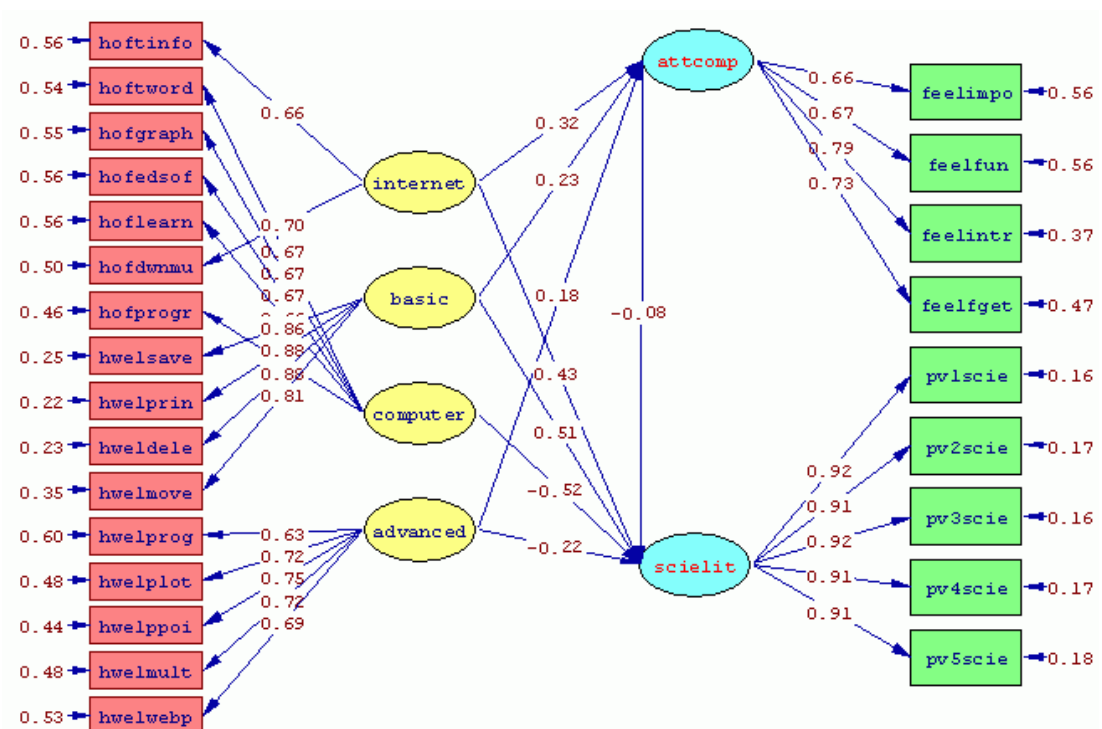 0.56 hoftinfo
0.54 hoftword
0.55 hofgraph
0.56 hofedsof
0.56 hoflearn
0.50 hofdwnmu
0.46 hofprogr
0.25 hwelsave
0.22 hwelprin
0.23 hweldele
0.35 hwelmove
0.60 hwelprog
0.48 hwelplot
0.44 hwelppoi
0.48 hwelmult
0.53 hwelwebp
0.66
0.70
0.67
0.67
0.67
0.86
0.88
0.88
0.81
0.63
0.72
0.75
0.72
0.69
internet
basic
computer
advanced
0.32
0.23
0.18
0.43
0.51
-0.52
-0.22
-0.08
attcomp
scielit
0.66
0.67
0.79
0.73
0.92
0.91
0.92
0.91
0.91
feelimpo 0.56
feelfun 0.56
feelintr 0.37
feelfget 0.47
pv1scie 0.16
pv2scie 0.17
pv3scie 0.16
pv4scie 0.17
pv5scie 0.18